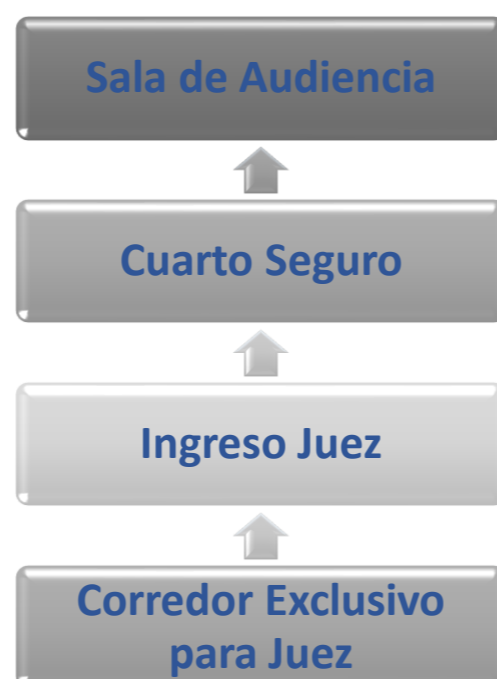 Sala de Audiencia
Cuarto Seguro
Ingreso Juez
Corredor Exclusivo
para Juez